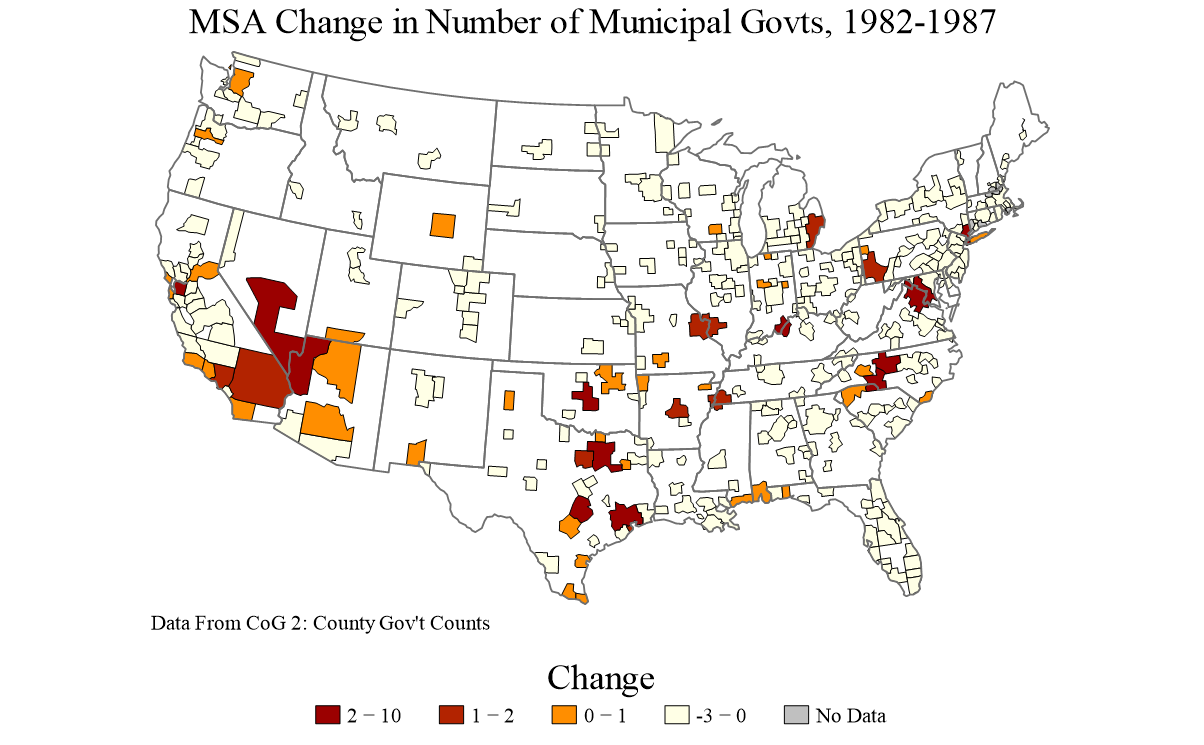 MSA Change in Number of Municipal Govts, 1982-1987
Data From CoG 2: County Gov't Counts
Change
2 − 10
1 − 2
0 − 1
-3 − 0
No Data